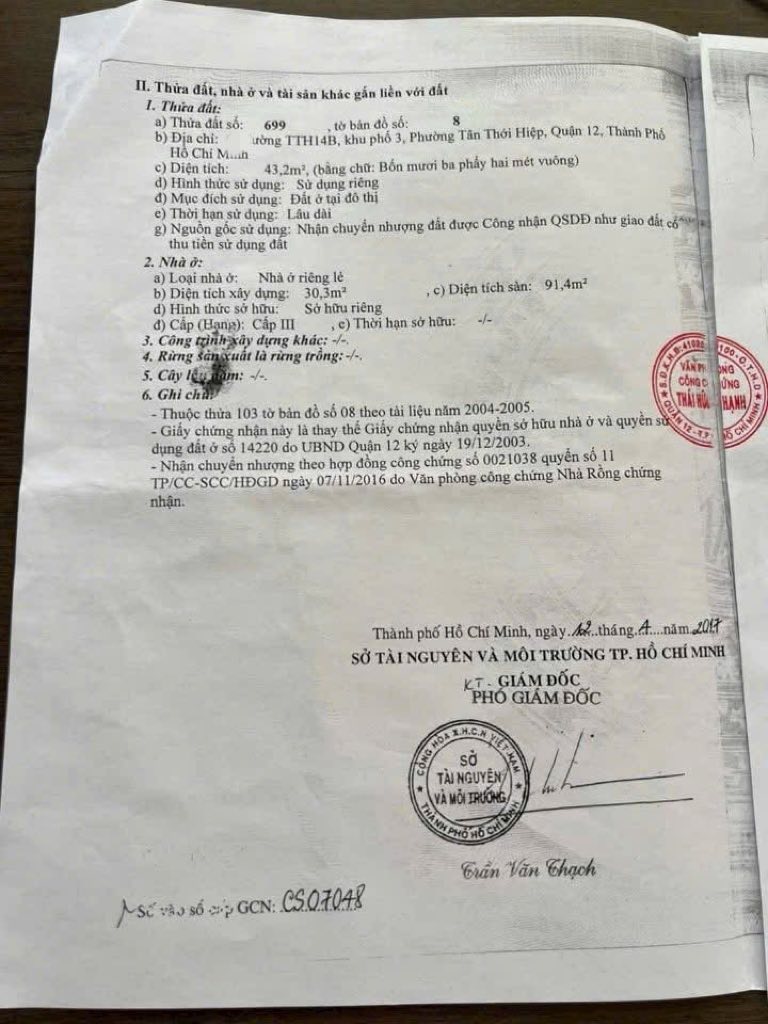 II. Thửa đất, nhà ở và tài sản khác gắn liền với đất
1. Thửa đất:
a) Thửa đất số: 699 , tờ bản đồ số: 8
b) Địa chỉ: ường TTH14B, khu phố 3, Phường Tân Thới Hiệp, Quận 12, Thành Phố
Hồ Chí M...n
c) Diện tích: 43,2m², (bằng chữ: Bốn mươi ba phẩy hai mét vuông)
d) Hình thức sử dụng: Sử dụng riêng
đ) Mục đích sử dụng: Đất ở tại đô thị
e) Thời hạn sử dụng: Lâu dài
g) Nguồn gốc sử dụng: Nhận chuyển nhượng đất được Công nhận QSDĐ như giao đất có
thu tiền sử dụng đất
2. Nhà ở:
a) Loại nhà ở: Nhà ở riêng lẻ
b) Diện tích xây dựng: 30,3m² , c) Diện tích sàn: 91,4m²
d) Hình thức sở hữu: Sở hữu riêng
đ) Cấp (Hạng): Cấp III , e) Thời hạn sở hữu: -/-
3. Công trình xây dựng khác: -/-.
4. Rừng sản xuất là rừng trồng: -/-.
5. Cây lâu năm: -/-.
6. Ghi chú:
- Thuộc thửa 103 tờ bản đồ số 08 theo tài liệu năm 2004-2005.
- Giấy chứng nhận này là thay thế Giấy chứng nhận quyền sở hữu nhà ở và quyền sử
dụng đất ở số 14220 do UBND Quận 12 ký ngày 19/12/2003.
- Nhận chuyển nhượng theo hợp đồng công chứng số 0021038 quyển số 11
TP/CC-SCC/HĐGD ngày 07/11/2016 do Văn phòng công chứng Nhà Rồng chứng
nhận.
VĂN PH ÒNG
CÔNG C ỨNG
THÁI HÒA HẠNH
QUẬN 12 - T.P HỒ CHÍ MINH
Thành phố Hồ Chí Minh, ngày 12 tháng 4 năm 2017
SỞ TÀI NGUYÊN VÀ MÔI TRƯỜNG TP. HỒ CHÍ MINH
KT. GIÁM ĐỐC
PHÓ GIÁM ĐỐC
CỘNG HÒA X.H.C.N VIỆT NAM
SỞ
TÀI NGUYÊN
VÀ MÔI TRƯỜNG
THÀNH PHỐ HỒ CHÍ MINH
Trần Văn Thạch
Số vào sổ cấp GCN: CS07048